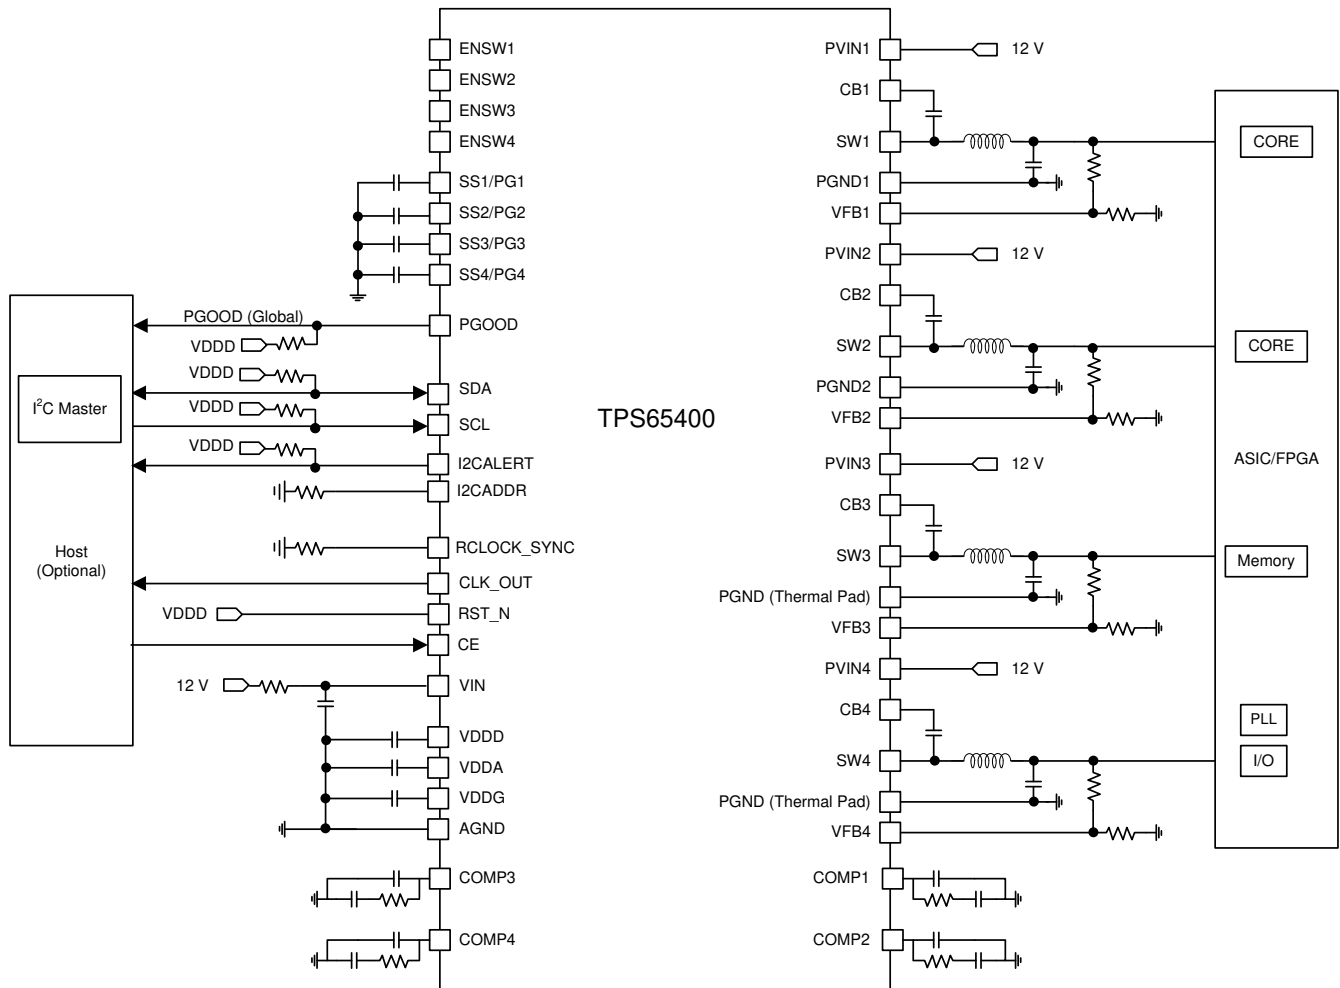 ENSW1
ENSW2
ENSW3
ENSW4
SS1/PG1
SS2/PG2
SS3/PG3
SS4/PG4
PGOOD (Global)
PGOOD
VDDD
VDDD
SDA
I²C Master
VDDD
SCL
VDDD
I2CALERT
I2CADDR
Host
(Optional)
RCLOCK_SYNC
CLK_OUT
VDDD
RST_N
CE
12 V
VIN
VDDD
VDDA
VDDG
AGND
COMP3
COMP4
TPS65400
PVIN1
12 V
CB1
SW1
PGND1
VFB1
PVIN2
12 V
CB2
SW2
PGND2
VFB2
PVIN3
12 V
CB3
SW3
PGND (Thermal Pad)
VFB3
PVIN4
12 V
CB4
SW4
PGND (Thermal Pad)
VFB4
COMP1
COMP2
CORE
CORE
ASIC/FPGA
Memory
PLL
I/O